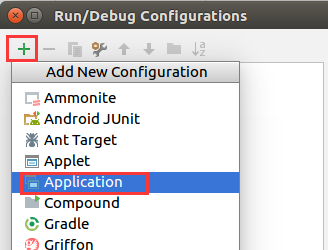 Run/Debug Configurations
Add New Configuration
Ammonite
Android JUnit
Ant Target
Applet
Application
Compound
Gradle
Griffon